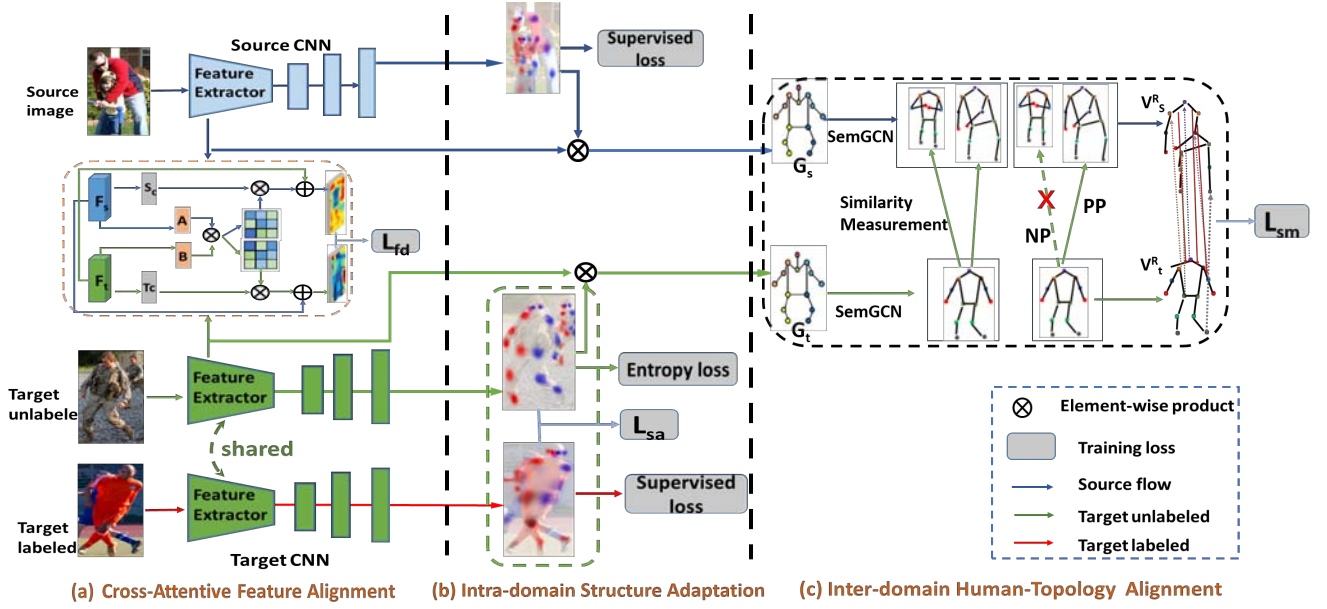 Source CNN
Source
image
Feature
Extractor
Supervised
loss
F_s
S_c
A
B
F_t
T_c
L_fd
G_s
SemGCN
Similarity
Measurement
NP
PP
X
V^R_s
V^R_t
L_sm
G_t
SemGCN
Target
unlabele
Feature
Extractor
shared
Entropy loss
L_sa
Target
labeled
Feature
Extractor
Target CNN
Supervised
loss
Element-wise product
Training loss
Source flow
Target unlabeled
Target labeled
(a) Cross-Attentive Feature Alignment
(b) Intra-domain Structure Adaptation
(c) Inter-domain Human-Topology Alignment